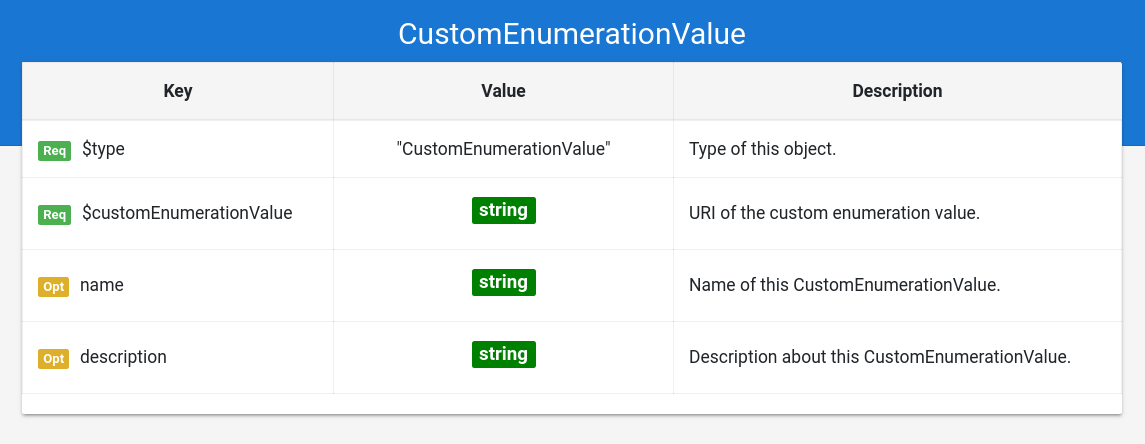 CustomEnumerationValue
Key Value Description
Req $type "CustomEnumerationValue" Type of this object.
Req $customEnumerationValue string URI of the custom enumeration value.
Opt name string Name of this CustomEnumerationValue.
Opt description string Description about this CustomEnumerationValue.